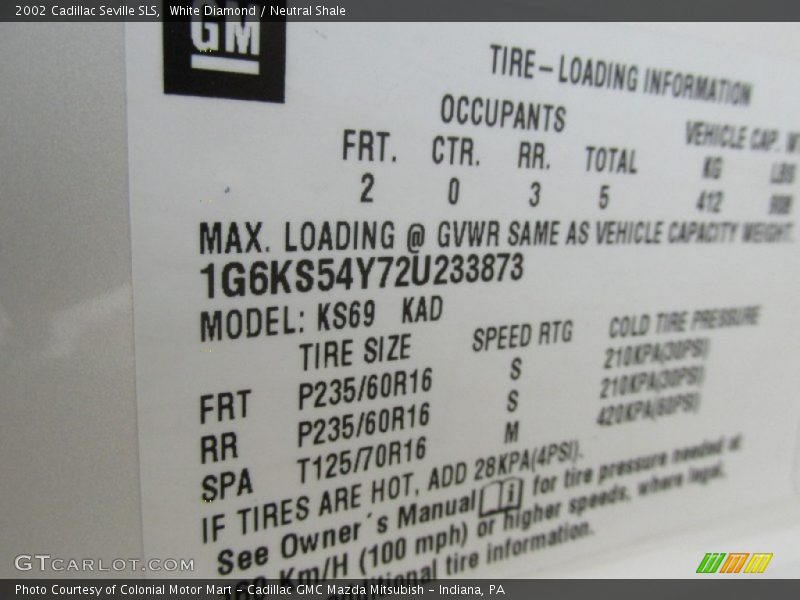 2002 Cadillac Seville SLS, White Diamond / Neutral Shale
GM
TIRE-LOADING INFORMATION
OCCUPANTS VEHICLE CAP.
FRT. CTR. RR. TOTAL KG LBS
2 0 3 5 412
MAX. LOADING @ GVWR SAME AS VEHICLE CAPACITY WEIGHT.
1G6KS54Y72U233873
MODEL: KS69 KAD
TIRE SIZE SPEED RTG COLD TIRE PRESSURE
FRT P235/60R16 S 210KPA(30PSI)
RR P235/60R16 S 210KPA(30PSI)
SPA T125/70R16 M 420KPA(60PSI)
IF TIRES ARE HOT, ADD 28KPA(4PSI).
See Owner´s Manual for tire pressure needed at
160 Km/H (100 mph) or higher speeds, where legal.
additional tire information.
GTCARLOT.COM
Photo Courtesy of Colonial Motor Mart - Cadillac GMC Mazda Mitsubish - Indiana, PA